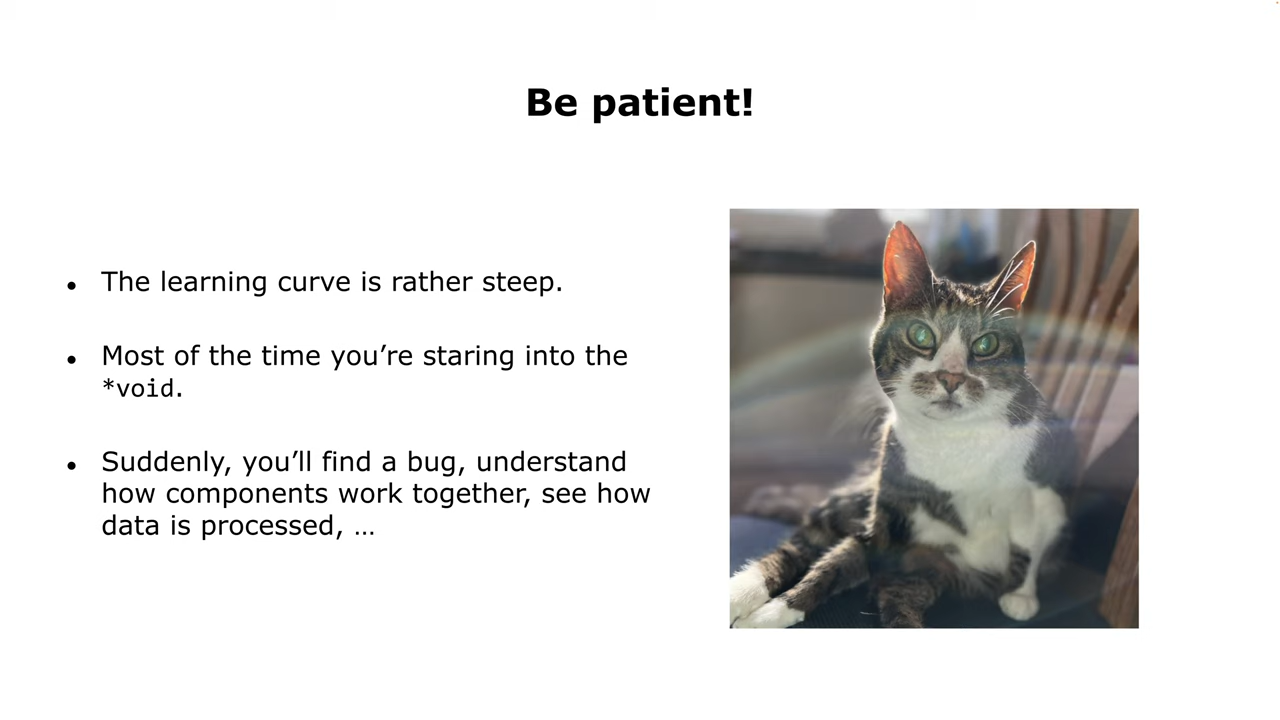 Be patient!
• The learning curve is rather steep.
• Most of the time you’re staring into the
*void.
• Suddenly, you’ll find a bug, understand
how components work together, see how
data is processed, …